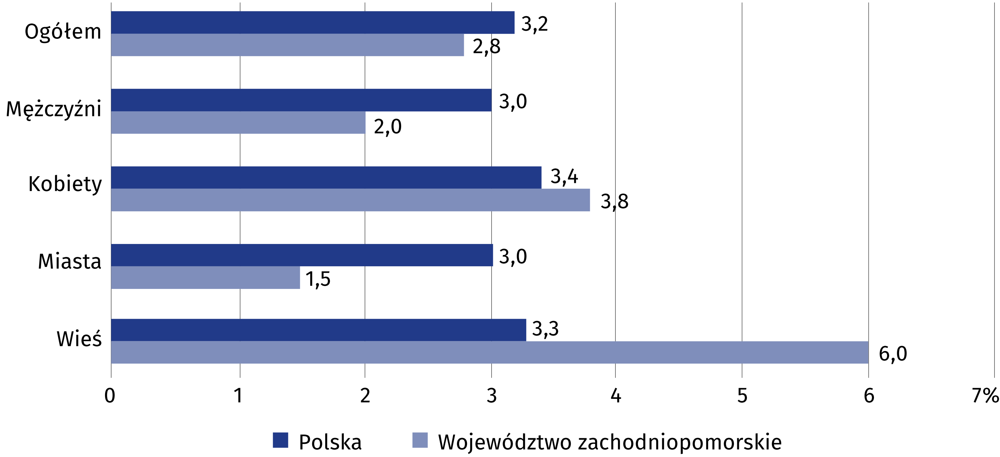 Ogółem
3,2
2,8
Mężczyźni
3,0
2,0
Kobiety
3,4
3,8
Miasta
3,0
1,5
Wieś
3,3
6,0
0 1 2 3 4 5 6 7%
Polska Województwo zachodniopomorskie